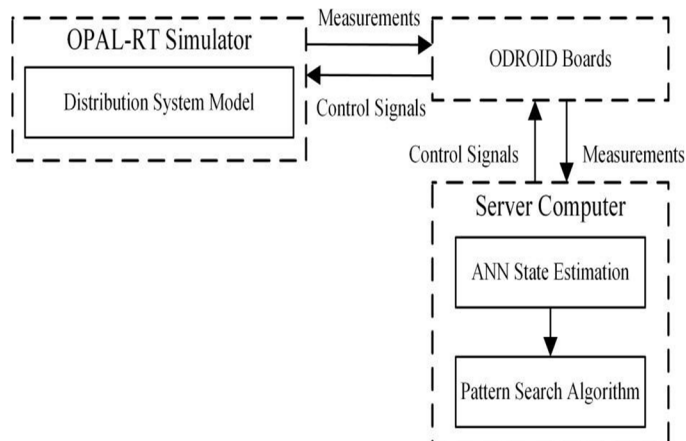 Measurements
OPAL-RT Simulator
Distribution System Model
ODROID Boards
Control Signals
Control Signals
Measurements
Server Computer
ANN State Estimation
Pattern Search Algorithm